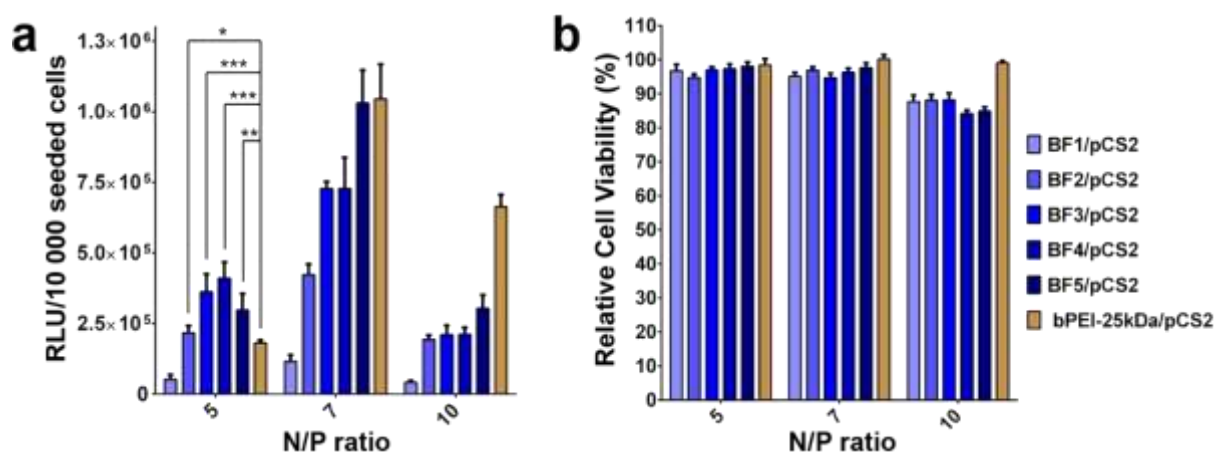 a
RLU/10 000 seeded cells
1.3× 10⁶
1.0× 10⁶
7.5× 10⁵
5.0× 10⁵
2.5× 10⁵
0
*
***
***
**
5
7
10
N/P ratio
b
Relative Cell Viability (%)
110
100
90
80
70
60
50
40
30
20
10
0
5
7
10
N/P ratio
BF1/pCS2
BF2/pCS2
BF3/pCS2
BF4/pCS2
BF5/pCS2
bPEI-25kDa/pCS2